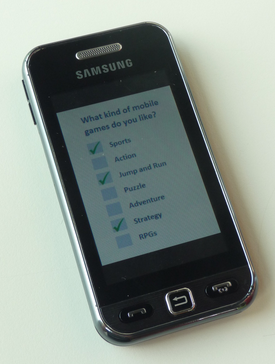 SAMSUNG
What kind of mobile
games do you like?
Sports
Action
Jump and Run
Puzzle
Adventure
Strategy
RPGs